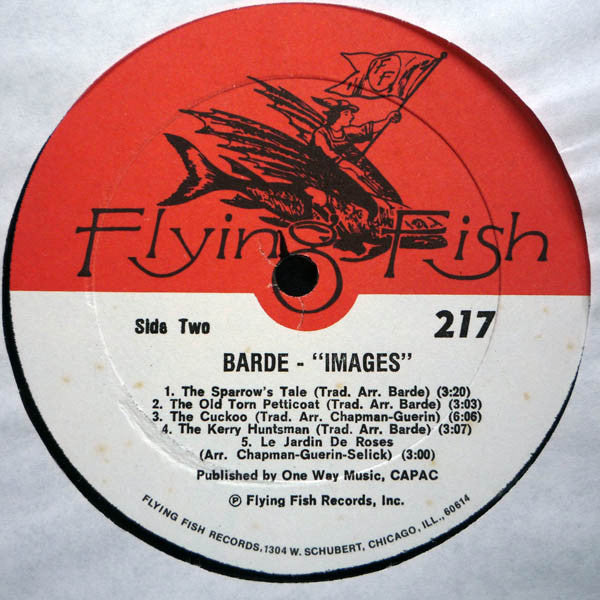 FF
Flying Fish
Side Two
217
BARDE - "IMAGES"
1. The Sparrow's Tale (Trad. Arr. Barde) (3:20)
2. The Old Torn Petticoat (Trad. Arr. Barde) (3:03)
3. The Cuckoo (Trad. Arr. Chapman-Guerin) (6:06)
4. The Kerry Huntsman (Trad. Arr. Barde) (3:07)
5. Le Jardin De Roses
(Arr. Chapman-Guerin-Selick) (3:00)
Published by One Way Music, CAPAC
℗ Flying Fish Records, Inc.
FLYING FISH RECORDS, 1304 W. SCHUBERT, CHICAGO, ILL., 60614